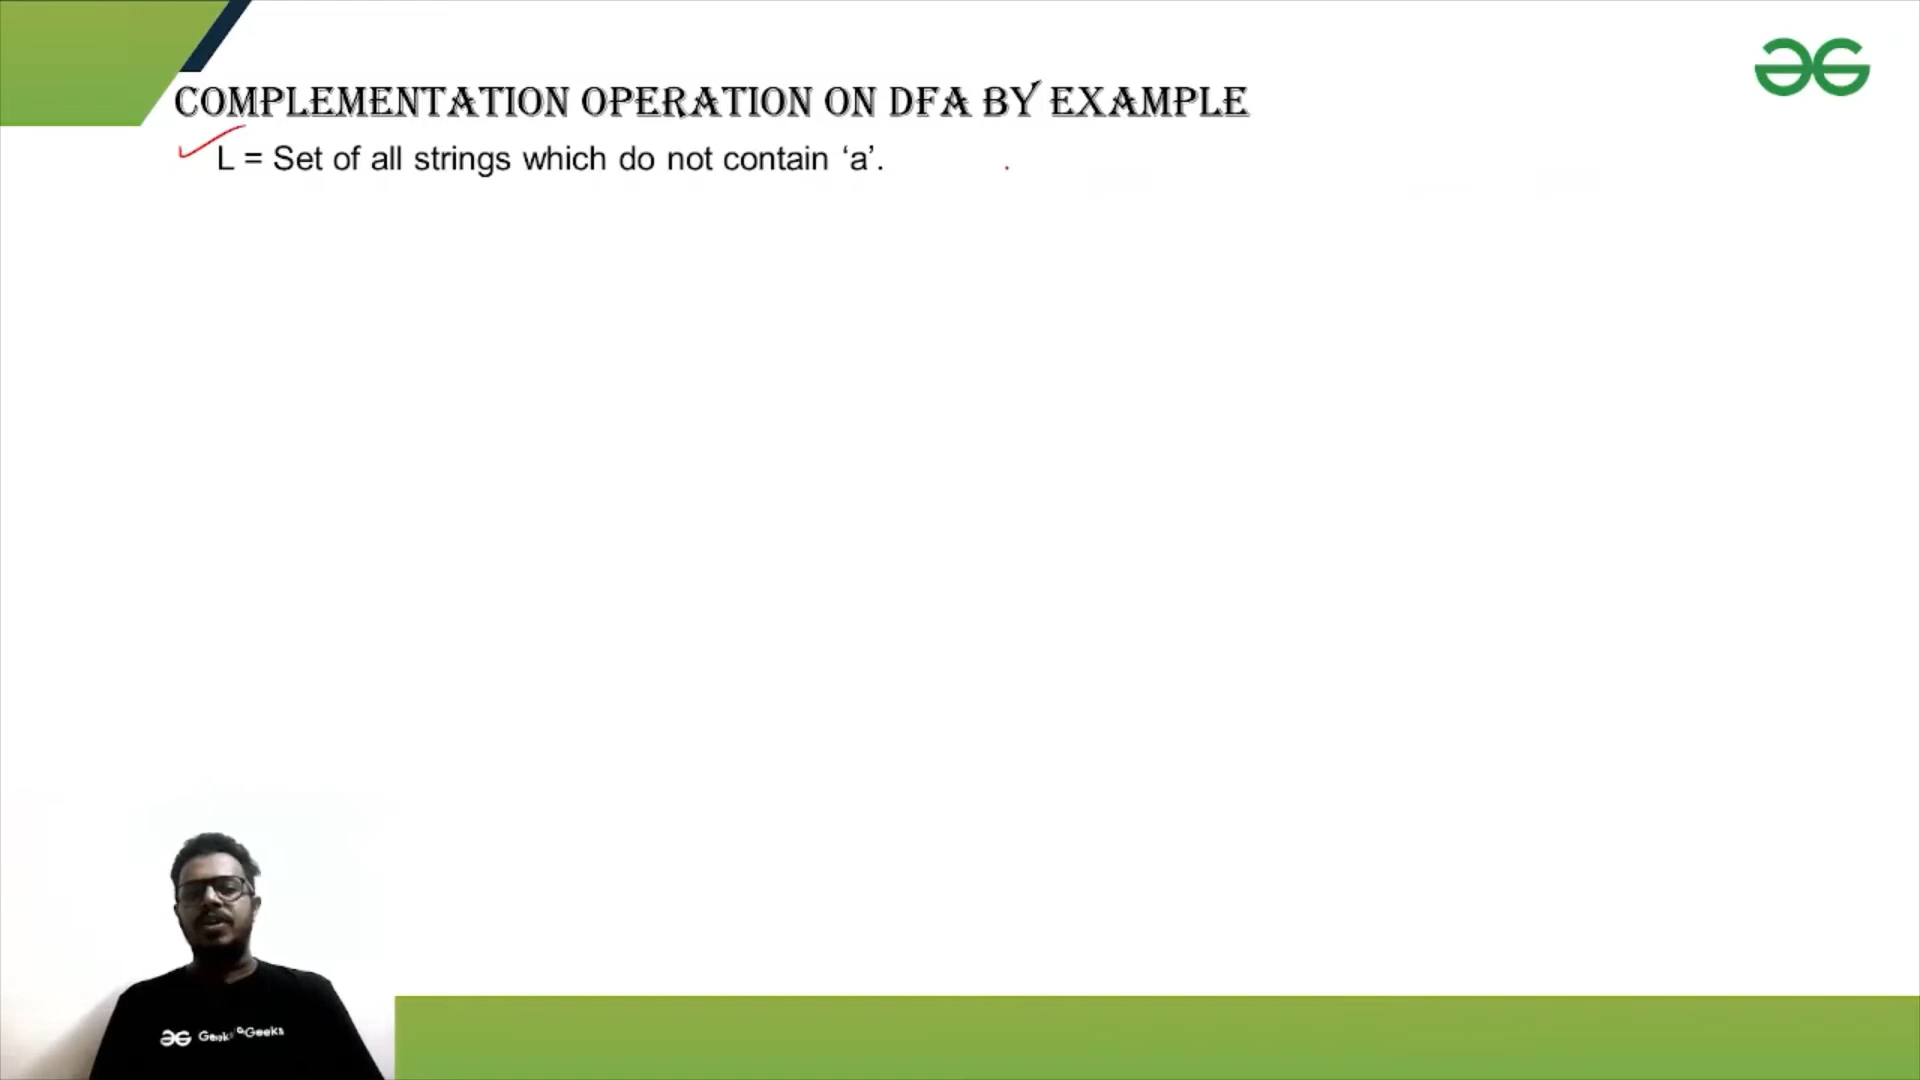 COMPLEMENTATION OPERATION ON DFA BY EXAMPLE
L = Set of all strings which do not contain ‘a’.